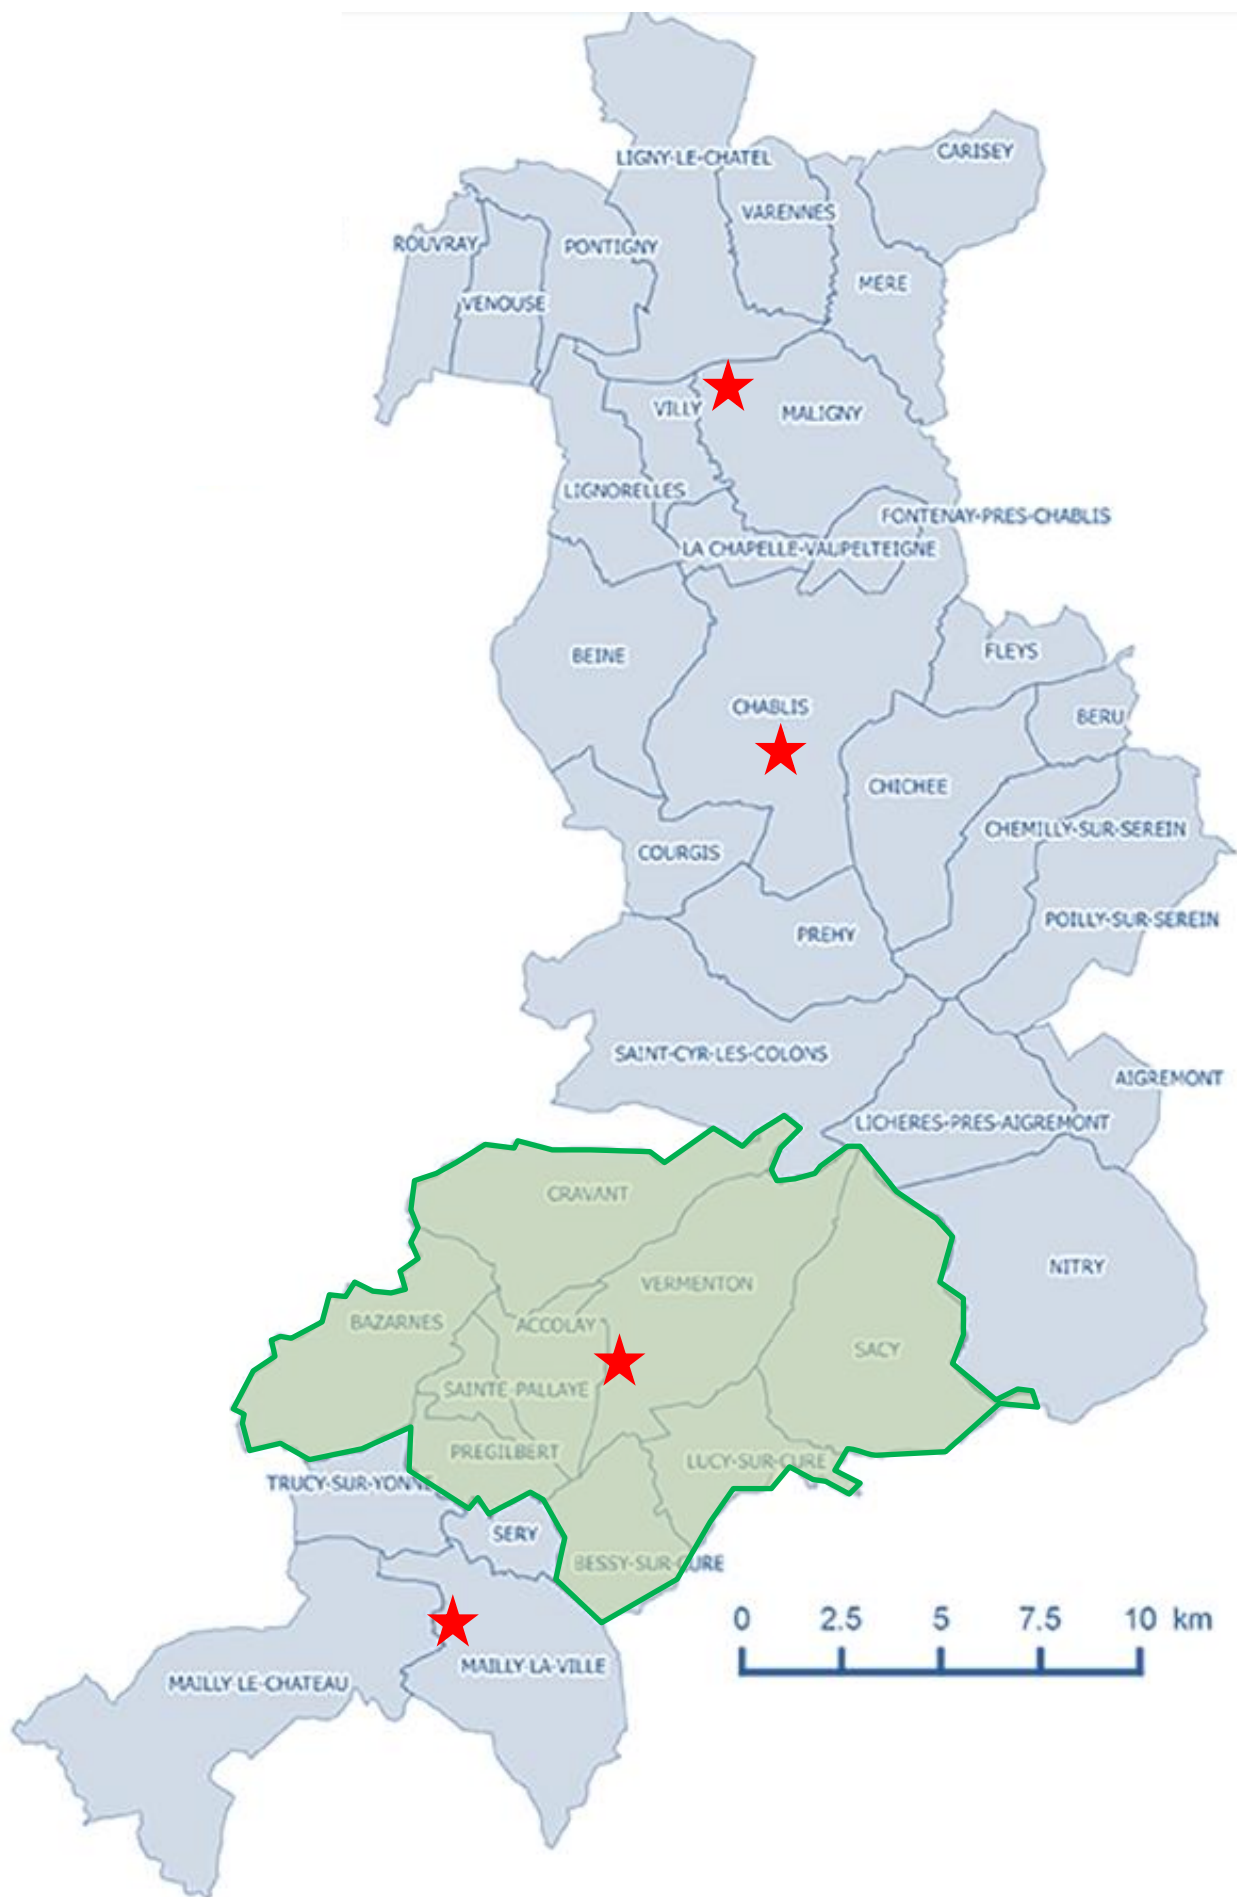 LIGNY-LE-CHATEL
CARISEY
VARENNES
ROUVRAY
PONTIGNY
MERE
VENOUSE
VILLY
MALIGNY
LIGNORELLES
FONTENAY-PRES-CHABLIS
LA CHAPELLE-VAUPELTEIGNE
BEINE
FLEYS
CHABLIS
BERU
CHICHEE
CHEMILLY-SUR-SEREIN
COURGIS
POILLY-SUR-SEREIN
PREHY
SAINT-CYR-LES-COLONS
AIGREMONT
LICHERES-PRES-AIGREMONT
CRAVANT
NITRY
VERMENTON
BAZARNES
ACCOLAY
SACY
SAINTE-PALLAYE
PREGILBERT
LUCY-SUR-CURE
TRUCY-SUR-YONNE
SERY
BESSY-SUR-CURE
0 2.5 5 7.5 10 km
MAILLY-LA-VILLE
MAILLY-LE-CHATEAU